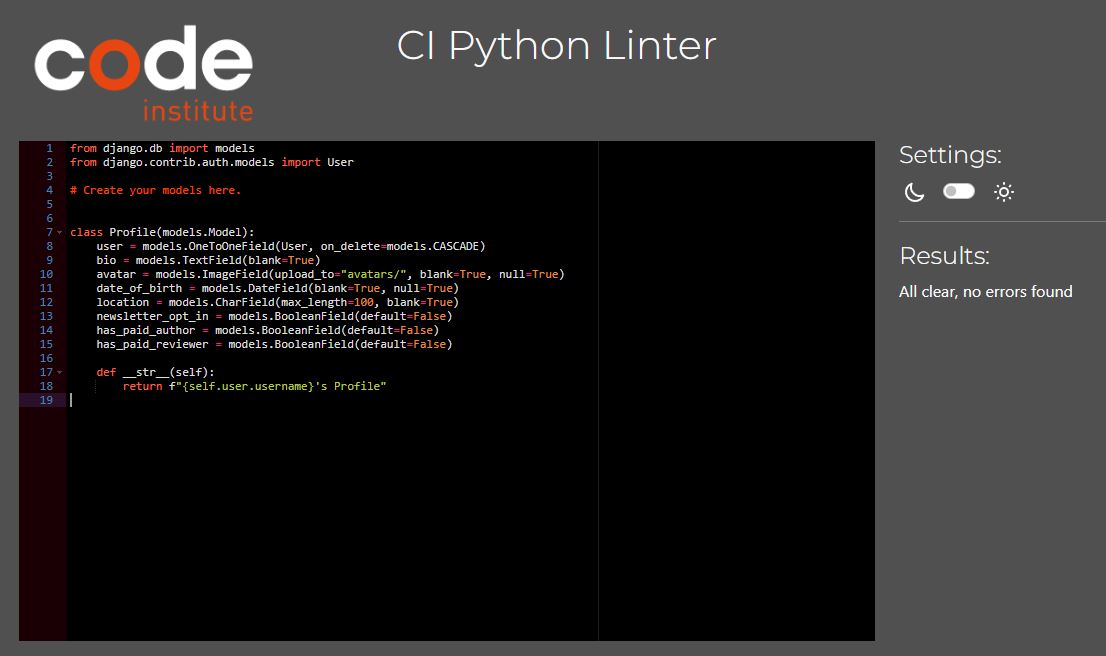 code
institute
CI Python Linter
1 from django.db import models
2 from django.contrib.auth.models import User
3
4 # Create your models here.
5
6
7 class Profile(models.Model):
8     user = models.OneToOneField(User, on_delete=models.CASCADE)
9     bio = models.TextField(blank=True)
10     avatar = models.ImageField(upload_to="avatars/", blank=True, null=True)
11     date_of_birth = models.DateField(blank=True, null=True)
12     location = models.CharField(max_length=100, blank=True)
13     newsletter_opt_in = models.BooleanField(default=False)
14     has_paid_author = models.BooleanField(default=False)
15     has_paid_reviewer = models.BooleanField(default=False)
16
17     def __str__(self):
18         return f"{self.user.username}'s Profile"
19
Settings:
Results:
All clear, no errors found